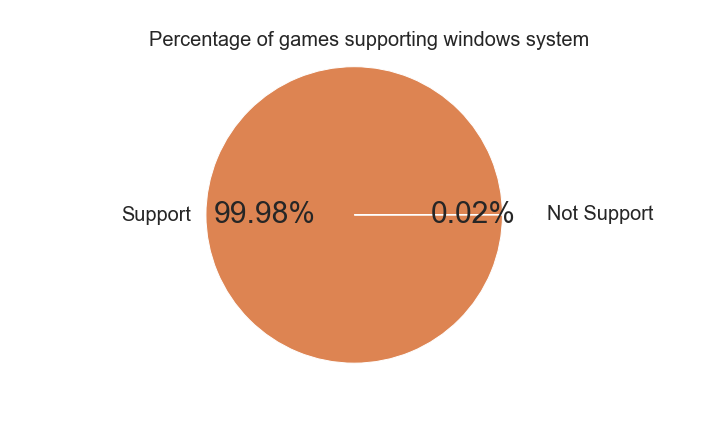 Percentage of games supporting windows system
Support
99.98%
0.02%
Not Support